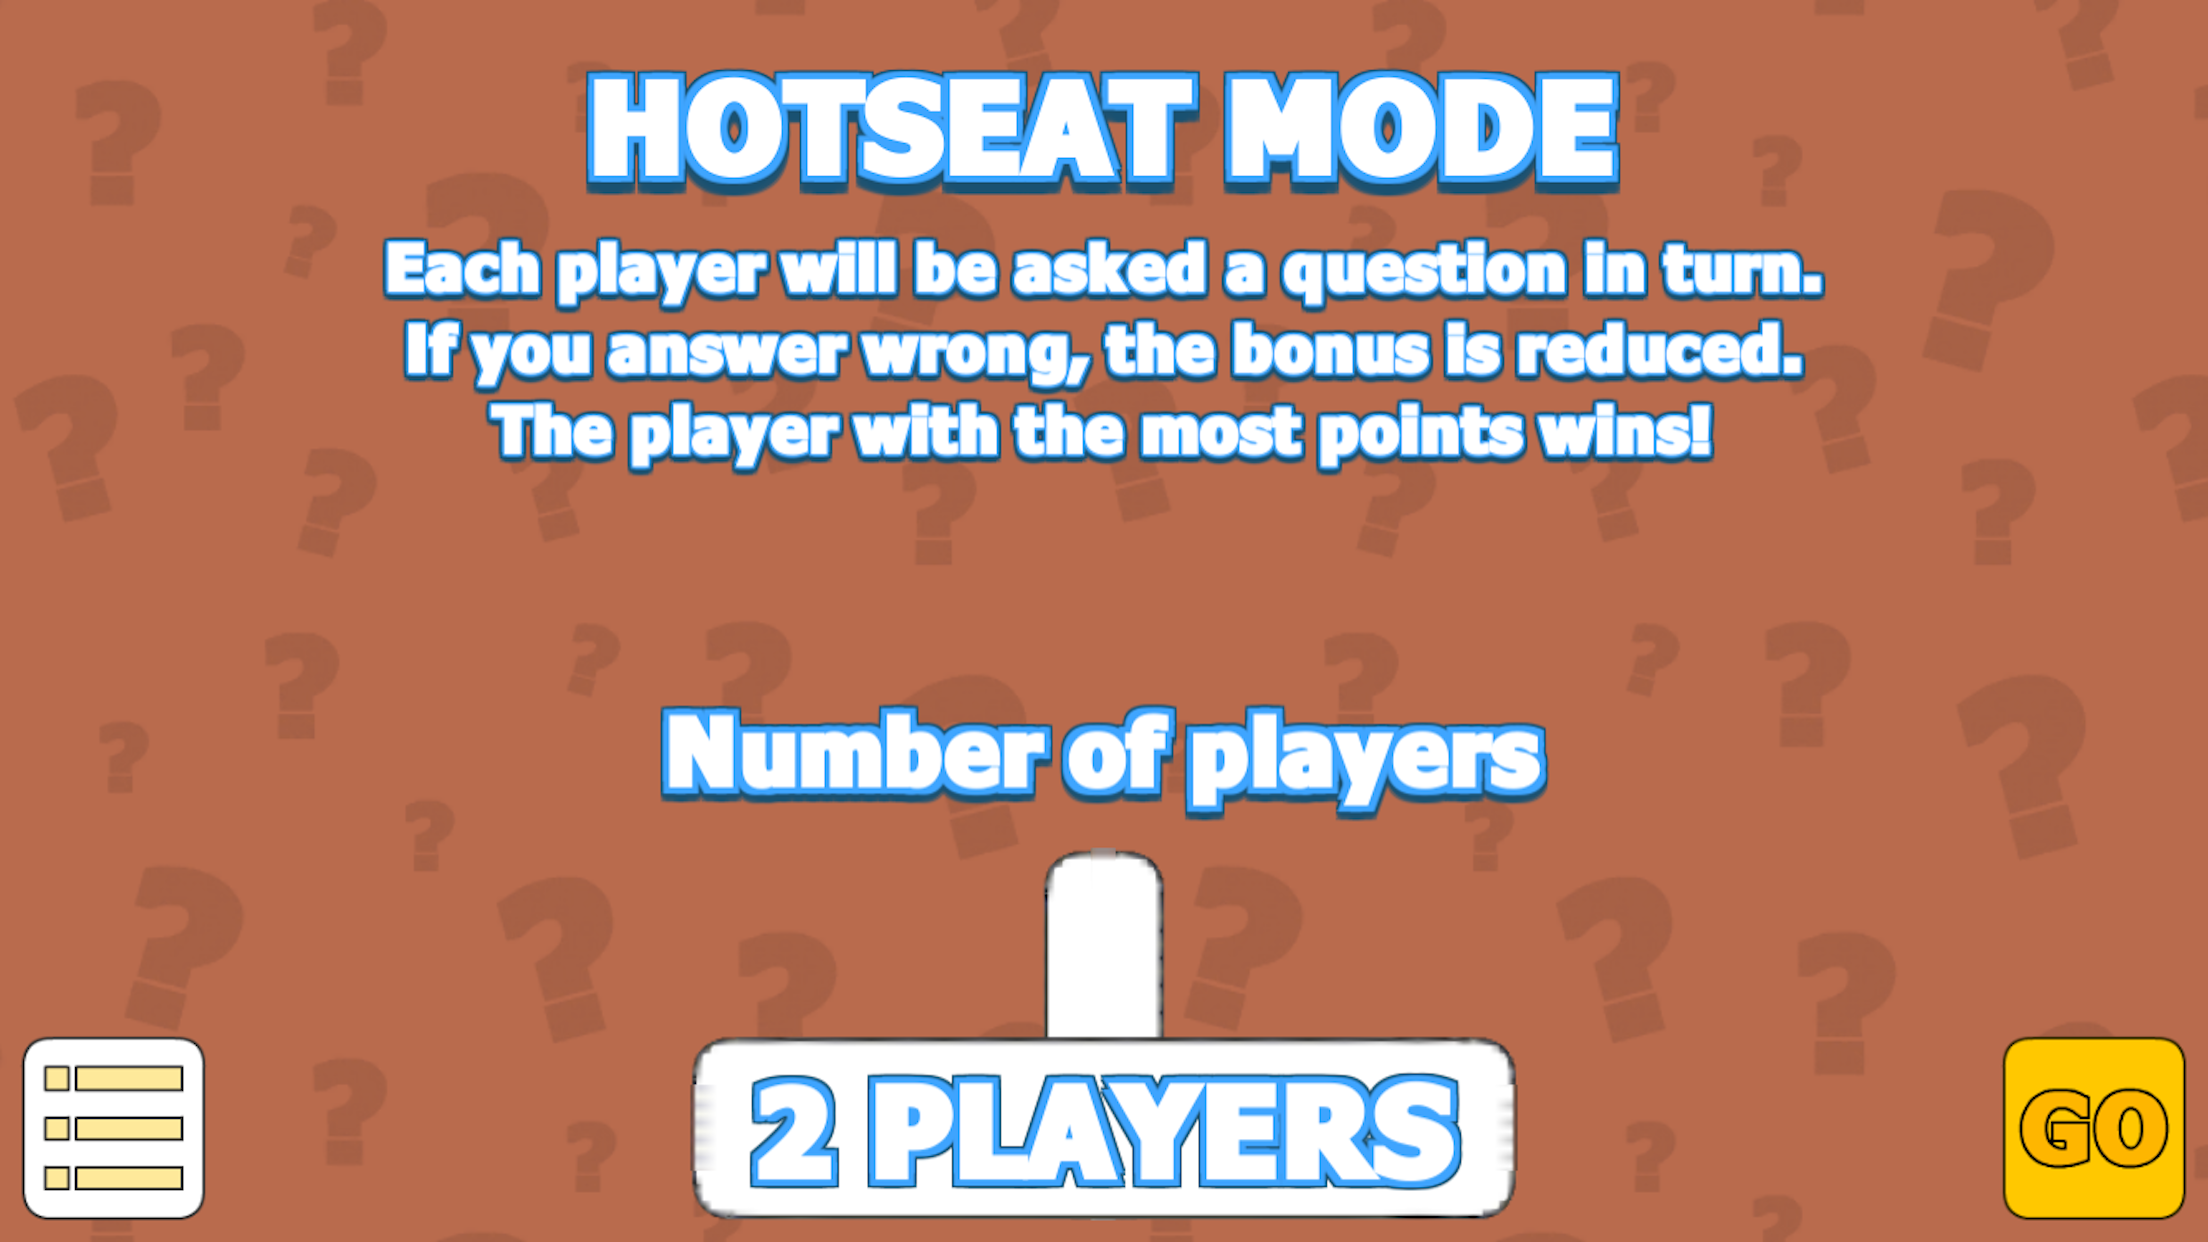 HOTSEAT MODE
Each player will be asked a question in turn.
If you answer wrong, the bonus is reduced.
The player with the most points wins!
Number of players
2 PLAYERS
GO